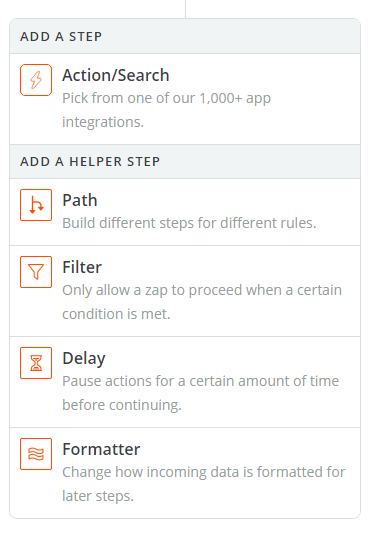 ADD A STEP
Action/Search
Pick from one of our 1,000+ app
integrations.
ADD A HELPER STEP
Path
Build different steps for different rules.
Filter
Only allow a zap to proceed when a certain
condition is met.
Delay
Pause actions for a certain amount of time
before continuing.
Formatter
Change how incoming data is formatted for
later steps.